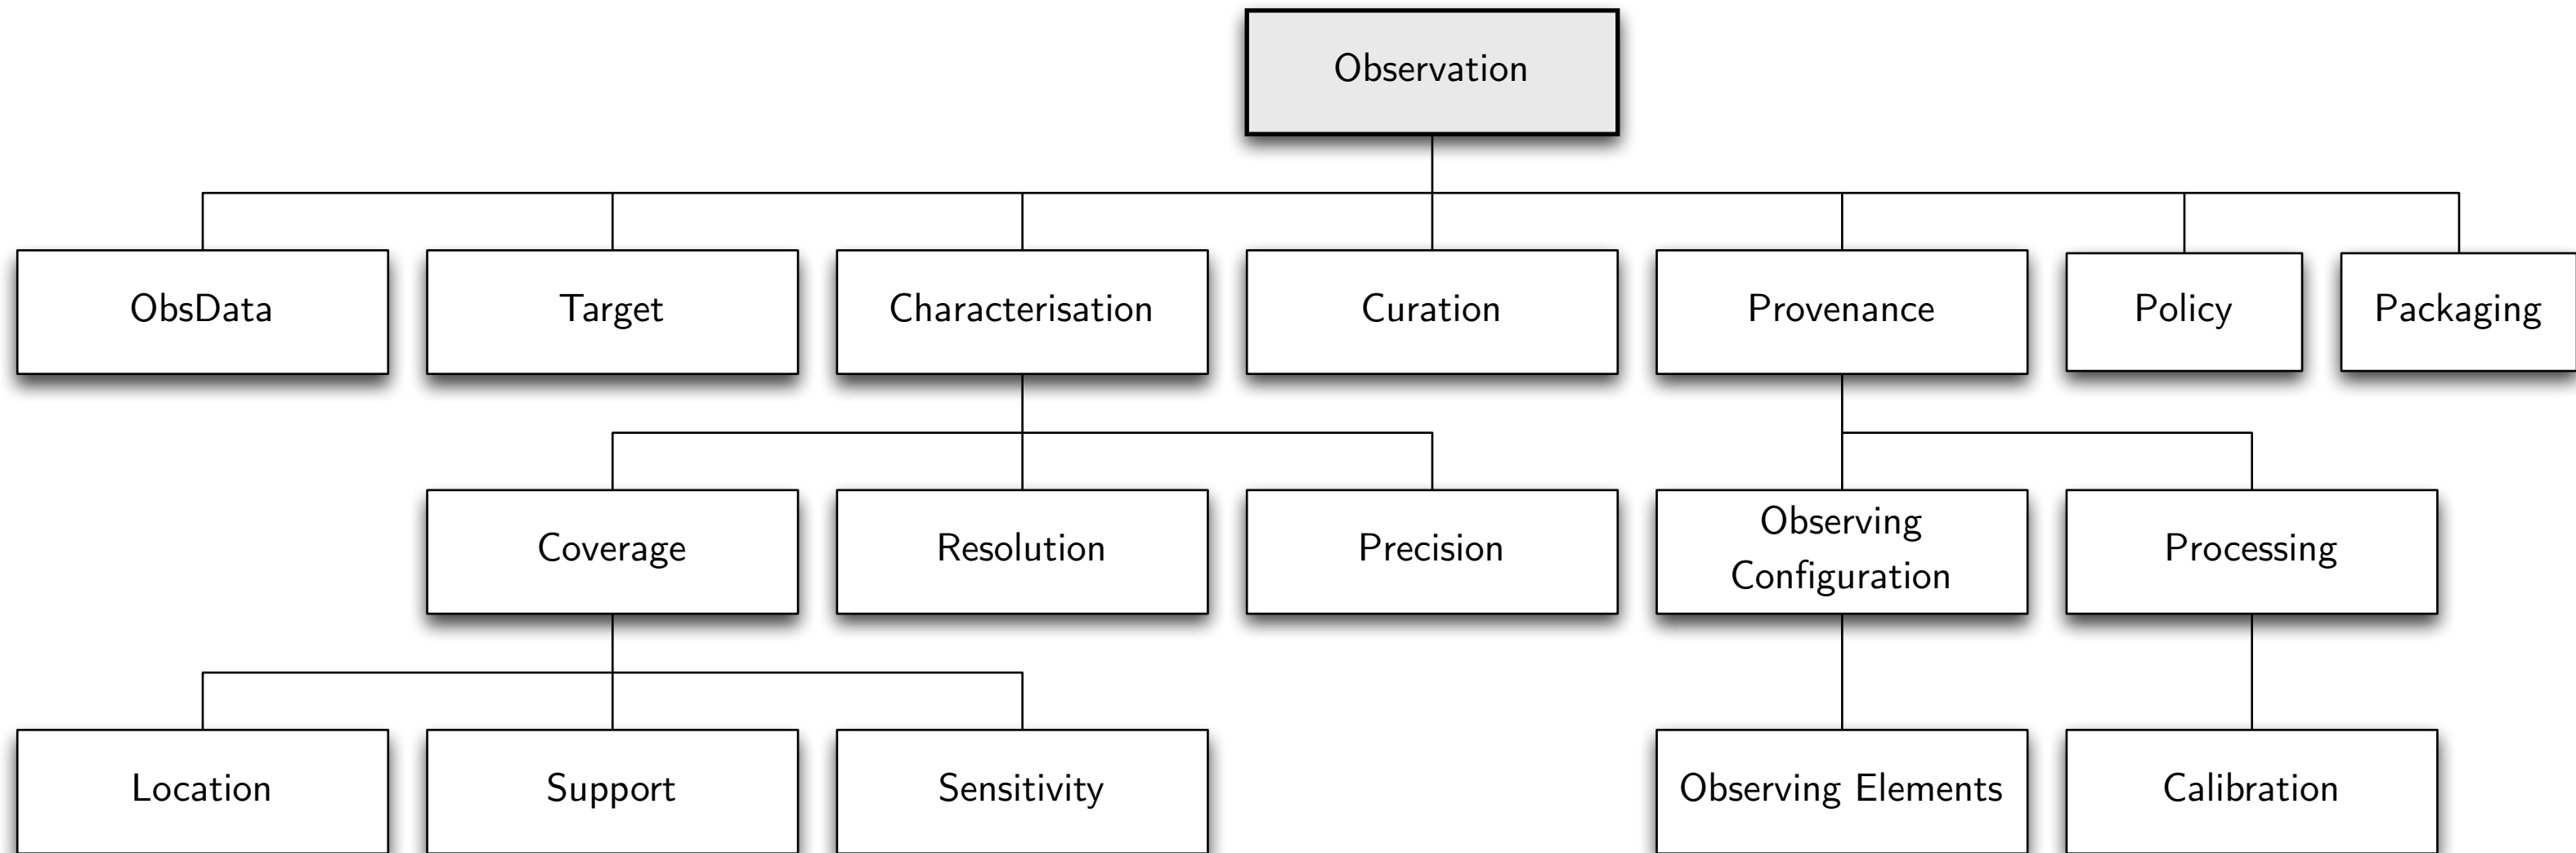 Observation
ObsData
Target
Characterisation
Curation
Provenance
Policy
Packaging
Coverage
Resolution
Precision
Observing
Configuration
Processing
Location
Support
Sensitivity
Observing Elements
Calibration